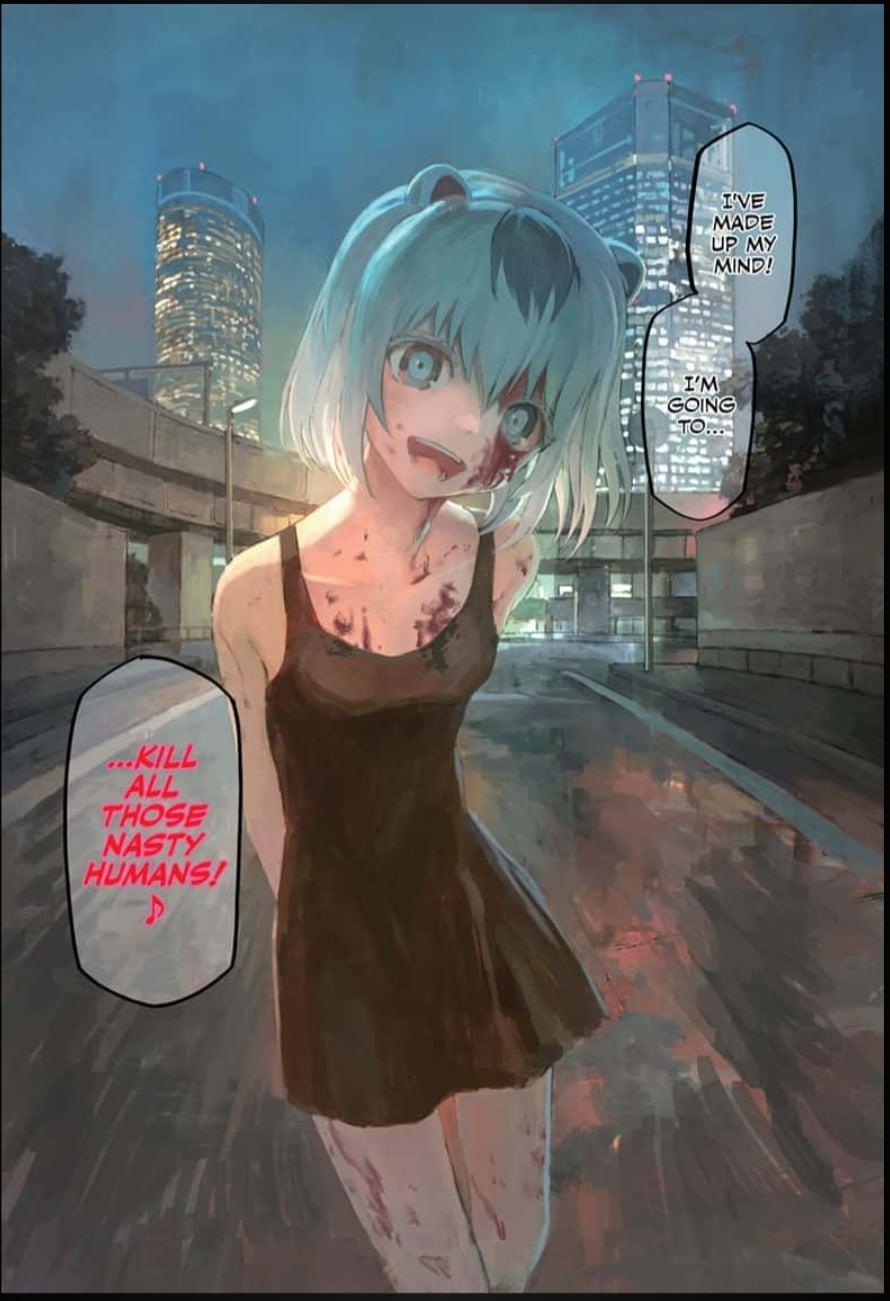 I'VE
MADE
UP MY
MIND!
I'M
GOING
TO...
...KILL
ALL
THOSE
NASTY
HUMANS!
♪